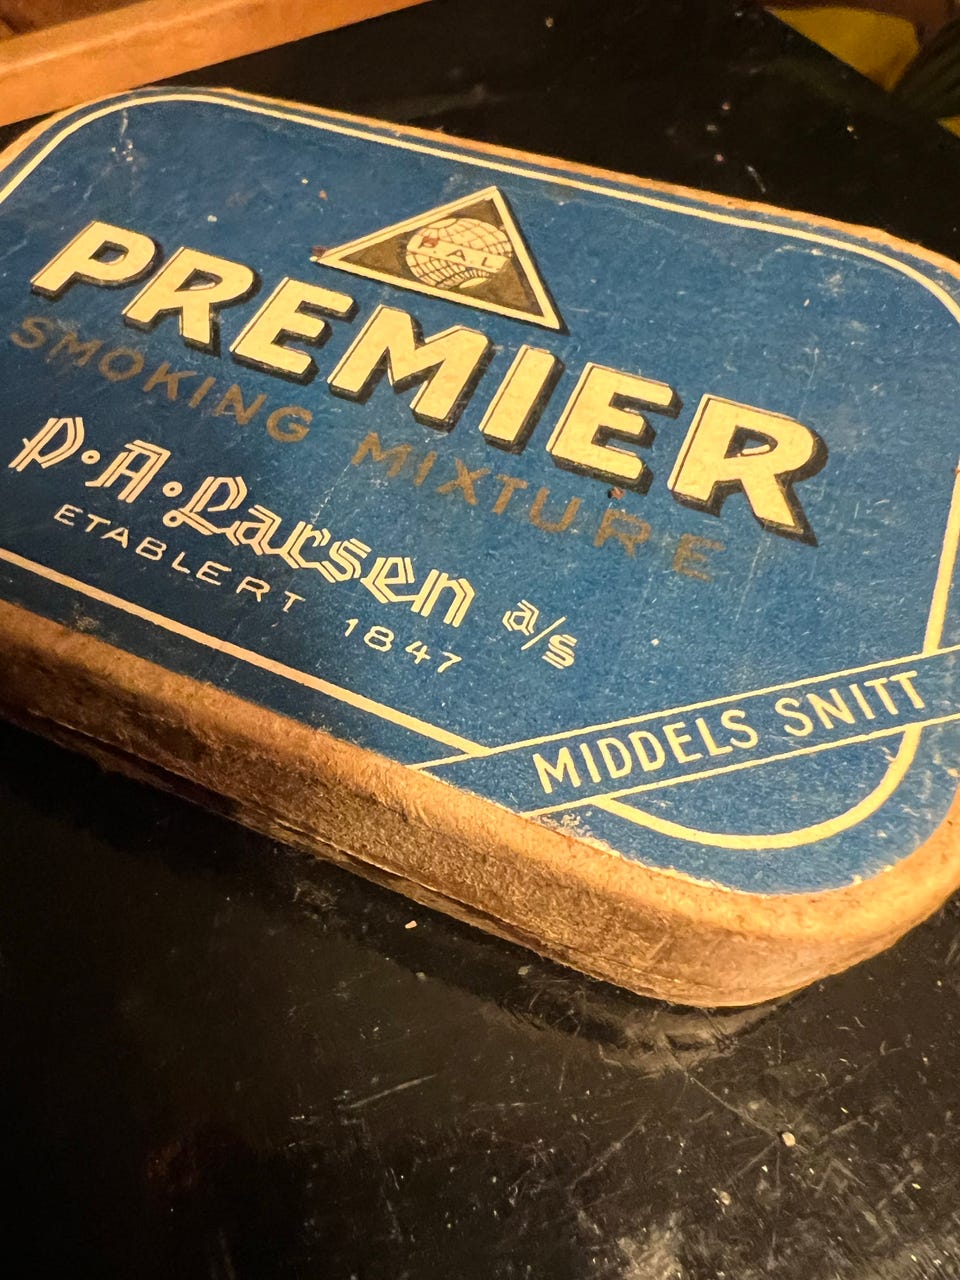 P.A.L.
PREMIER
SMOKING MIXTURE
P·A·Larsen a/s
ETABLERT 1847
MIDDELS SNITT